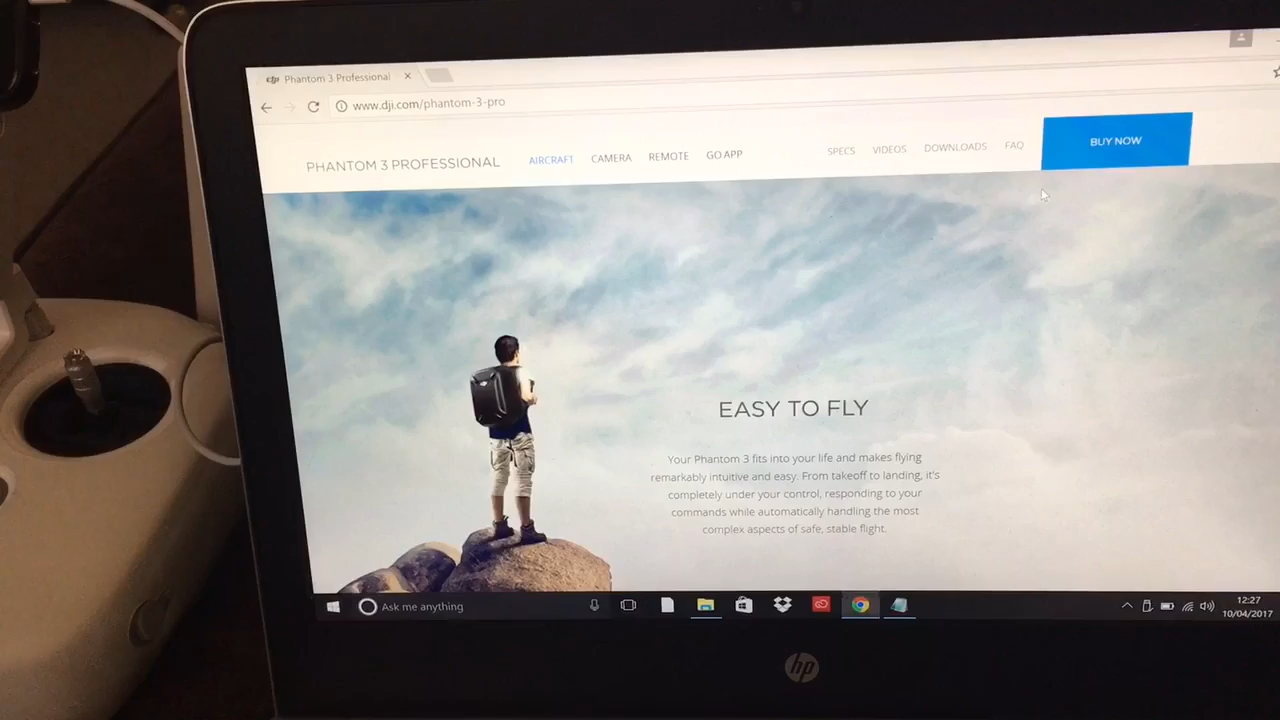 dji Phantom 3 Professional
www.dji.com/phantom-3-pro
PHANTOM 3 PROFESSIONAL AIRCRAFT CAMERA REMOTE GO APP SPECS VIDEOS DOWNLOADS FAQ BUY NOW
EASY TO FLY
Your Phantom 3 fits into your life and makes flying
remarkably intuitive and easy. From takeoff to landing, it's
completely under your control, responding to your
commands while automatically handling the most
complex aspects of safe, stable flight.
Ask me anything
12:27
10/04/2017
hp